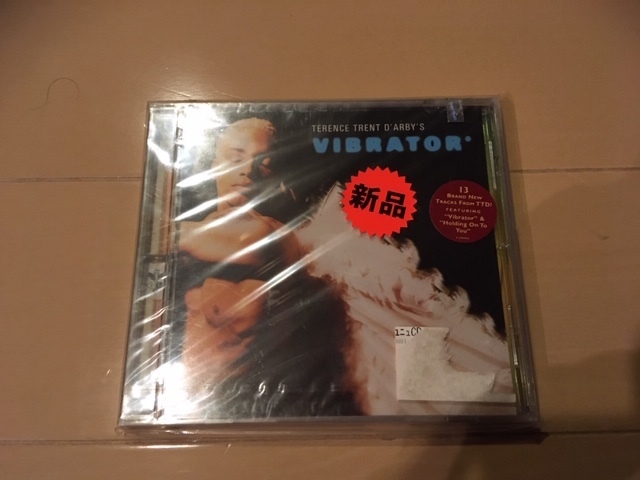 TERENCE TRENT D'ARBY'S
VIBRATOR*
新品
13
BRAND NEW
TRACKS FROM TTD!
FEATURING
"Vibrator" &
"Holding On To
You"